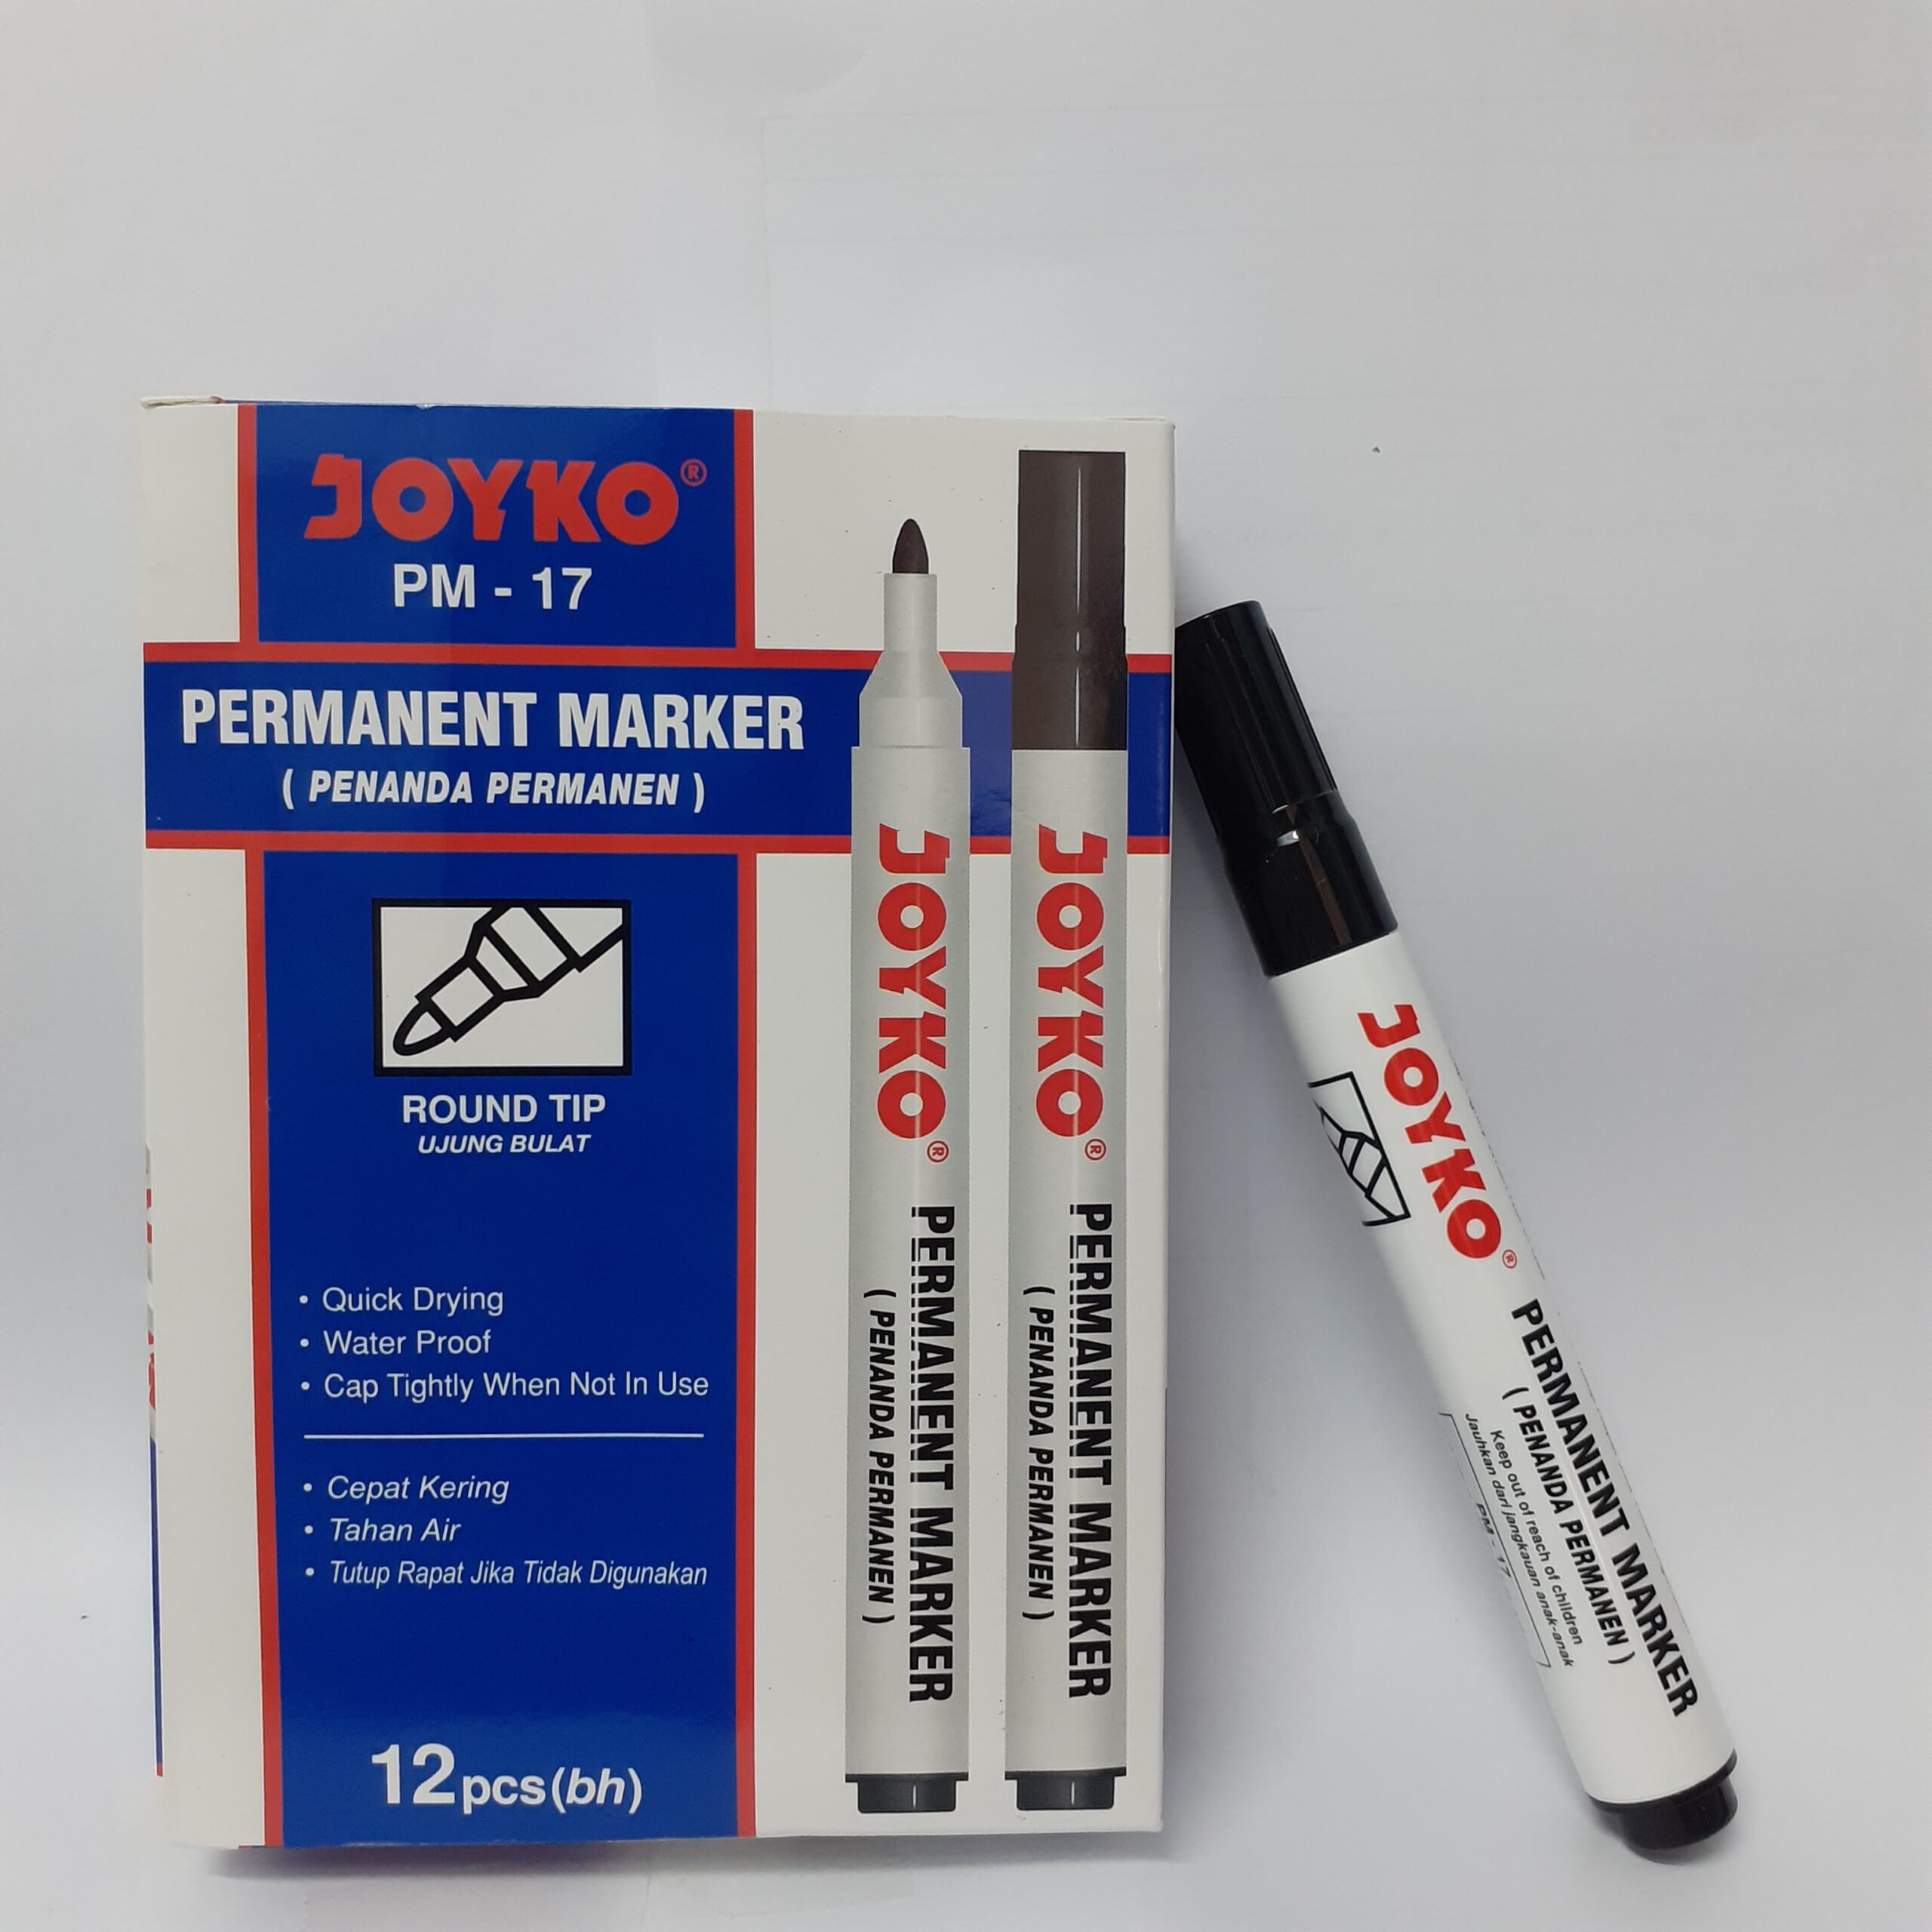 JOYKO®
PM - 17
PERMANENT MARKER
( PENANDA PERMANEN )
ROUND TIP
UJUNG BULAT
• Quick Drying
• Water Proof
• Cap Tightly When Not In Use
• Cepat Kering
• Tahan Air
• Tutup Rapat Jika Tidak Digunakan
12pcs(bh)
JOYKO® PERMANENT MARKER
( PENANDA PERMANEN )
JOYKO® PERMANENT MARKER
( PENANDA PERMANEN )
JOYKO® PERMANENT MARKER
( PENANDA PERMANEN )
Keep out of reach of children
Jauhkan dari jangkauan anak-anak
PM - 17